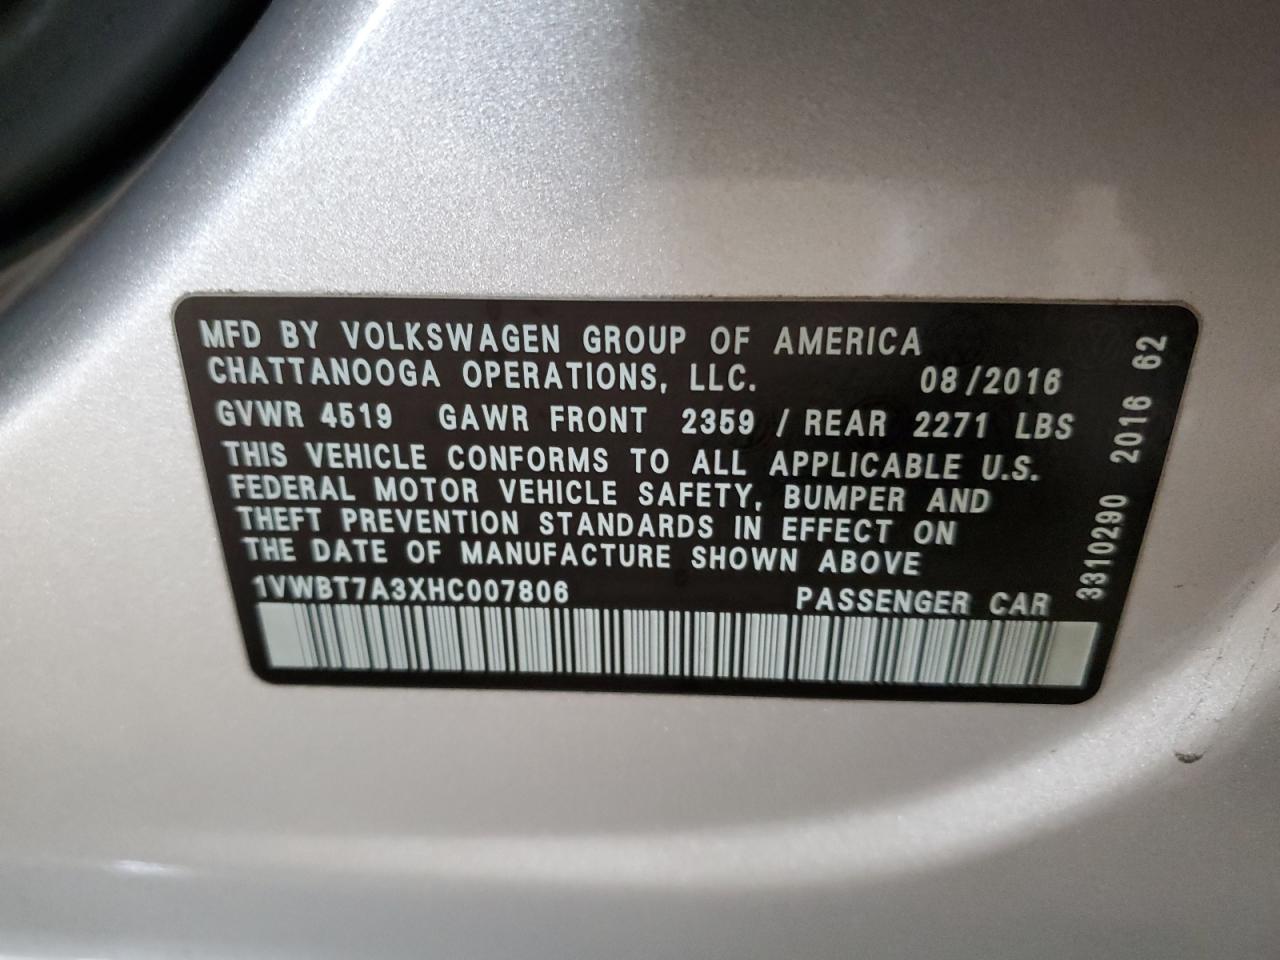 MFD BY VOLKSWAGEN GROUP OF AMERICA
CHATTANOOGA OPERATIONS, LLC. 08/2016
GVWR 4519 GAWR FRONT 2359 / REAR 2271 LBS
THIS VEHICLE CONFORMS TO ALL APPLICABLE U.S.
FEDERAL MOTOR VEHICLE SAFETY, BUMPER AND
THEFT PREVENTION STANDARDS IN EFFECT ON
THE DATE OF MANUFACTURE SHOWN ABOVE
1VWBT7A3XHC007806 PASSENGER CAR
3310290 2016 62